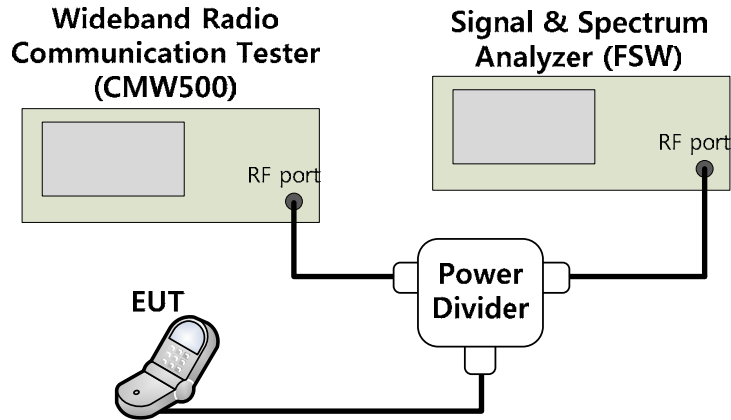 Wideband Radio
Communication Tester
(CMW500)
Signal & Spectrum
Analyzer (FSW)
RF port
RF port
Power
Divider
EUT